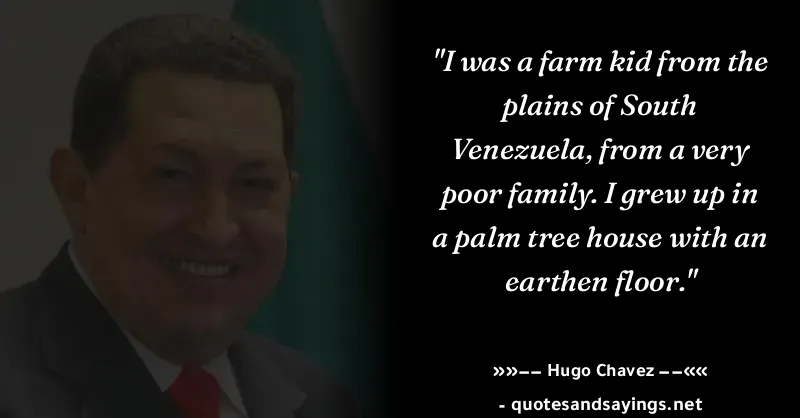 "I was a farm kid from the
plains of South
Venezuela, from a very
poor family. I grew up in
a palm tree house with an
earthen floor."
»»−− Hugo Chavez −−««
- quotesandsayings.net